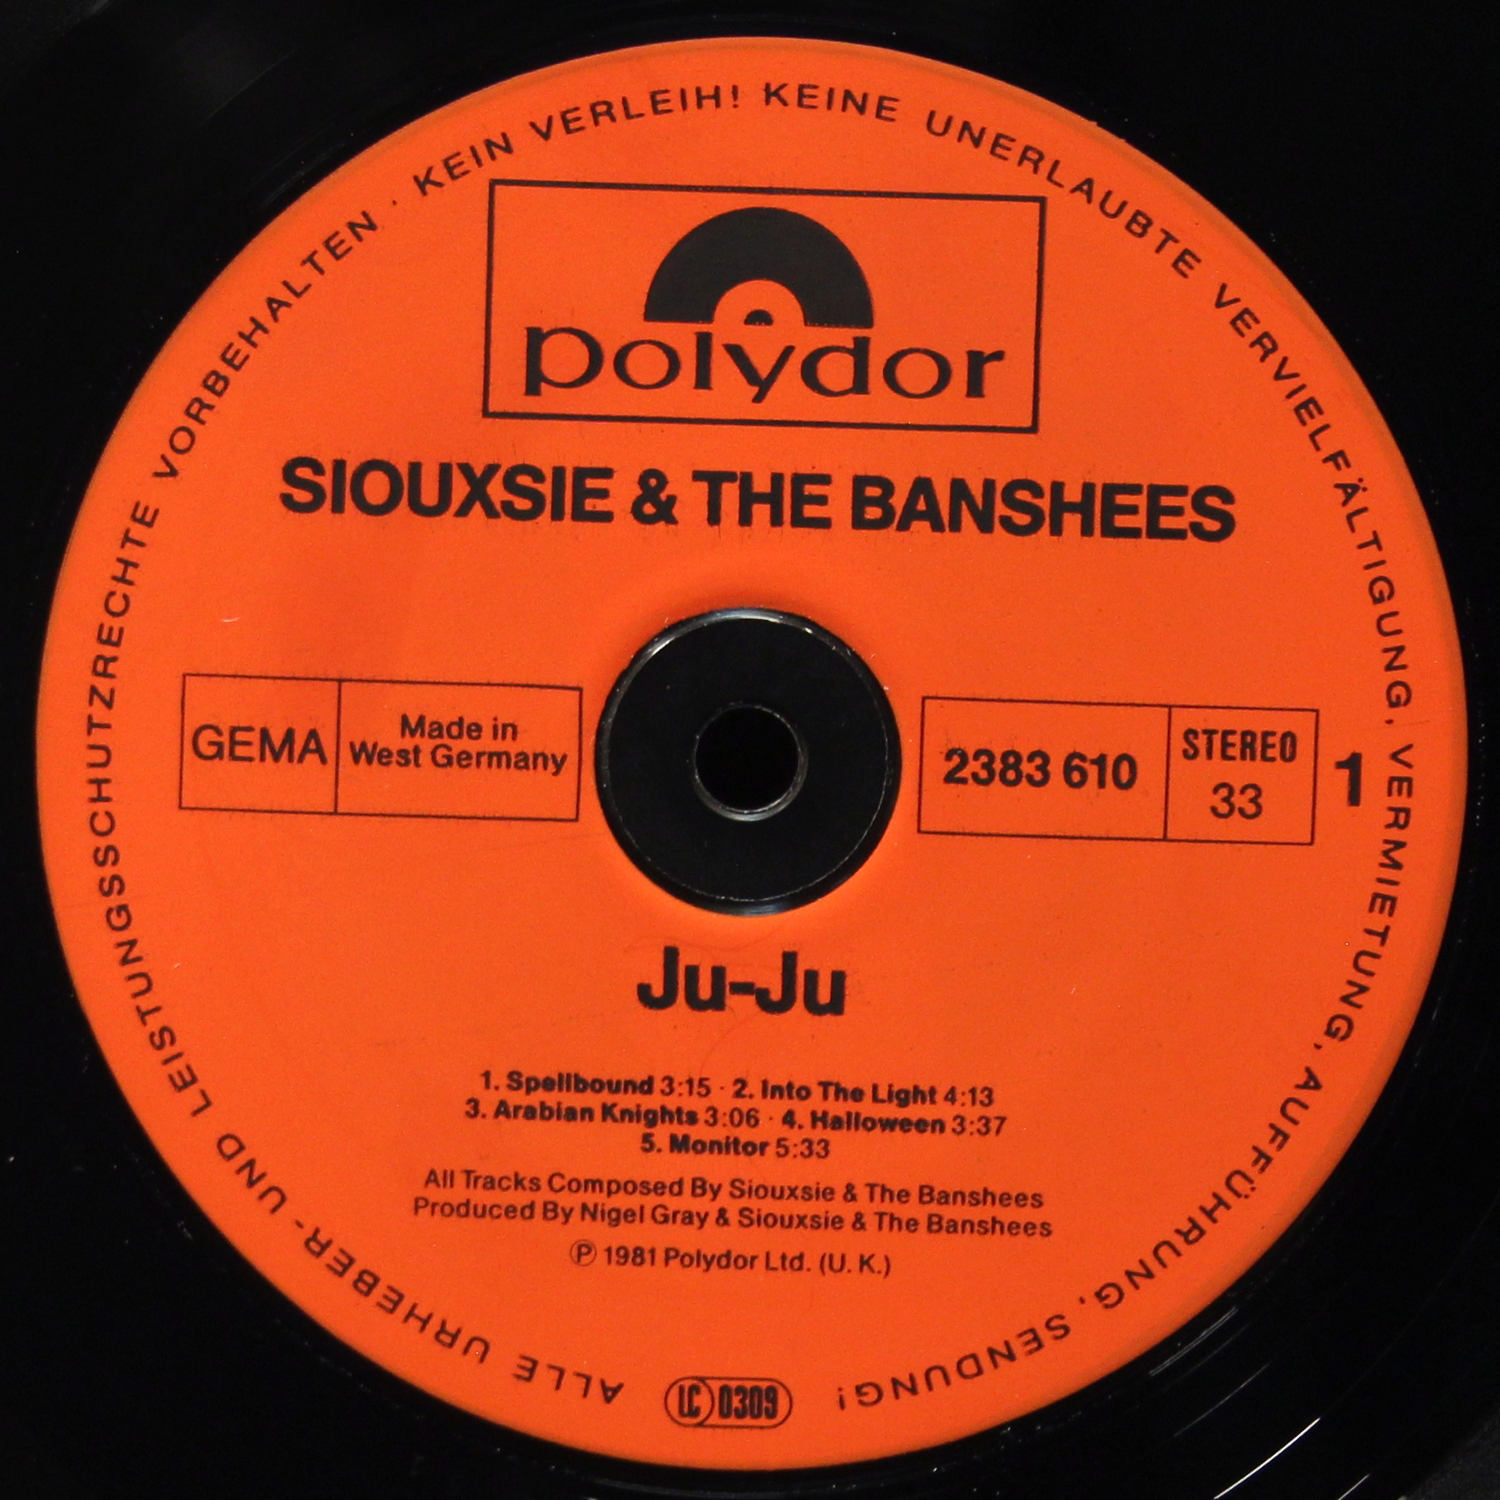 ALLE URHEBER- UND LEISTUNGSSCHUTZRECHTE VORBEHALTEN · KEIN VERLEIH! KEINE UNERLAUBTE VERVIELFÄLTIGUNG, VERMIETUNG, AUFFÜHRUNG, SENDUNG!
polydor
SIOUXSIE & THE BANSHEES
GEMA
Made in
West Germany
2383 610
STEREO
33
1
Ju-Ju
1. Spellbound 3:15 · 2. Into The Light 4:13
3. Arabian Knights 3:06 · 4. Halloween 3:37
5. Monitor 5:33
All Tracks Composed By Siouxsie & The Banshees
Produced By Nigel Gray & Siouxsie & The Banshees
Ⓟ 1981 Polydor Ltd. (U. K.)
LC 0309